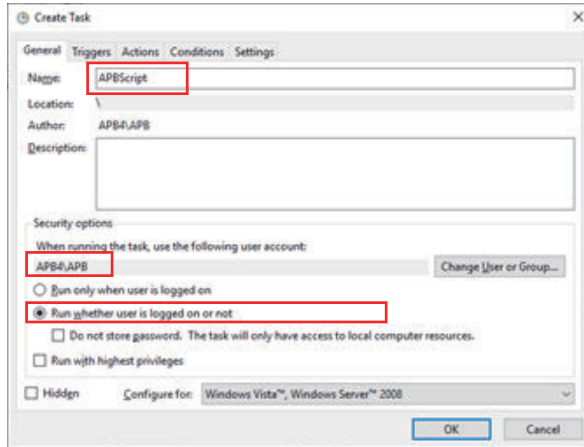 Create Task
General Triggers Actions Conditions Settings
Name: APBScript
Location: \
Author: APB4\APB
Description:
Security options
When running the task, use the following user account:
APB4\APB Change User or Group...
Run only when user is logged on
Run whether user is logged on or not
Do not store password. The task will only have access to local computer resources.
Run with highest privileges
Hidden Configure for: Windows Vista™, Windows Server™ 2008
OK Cancel